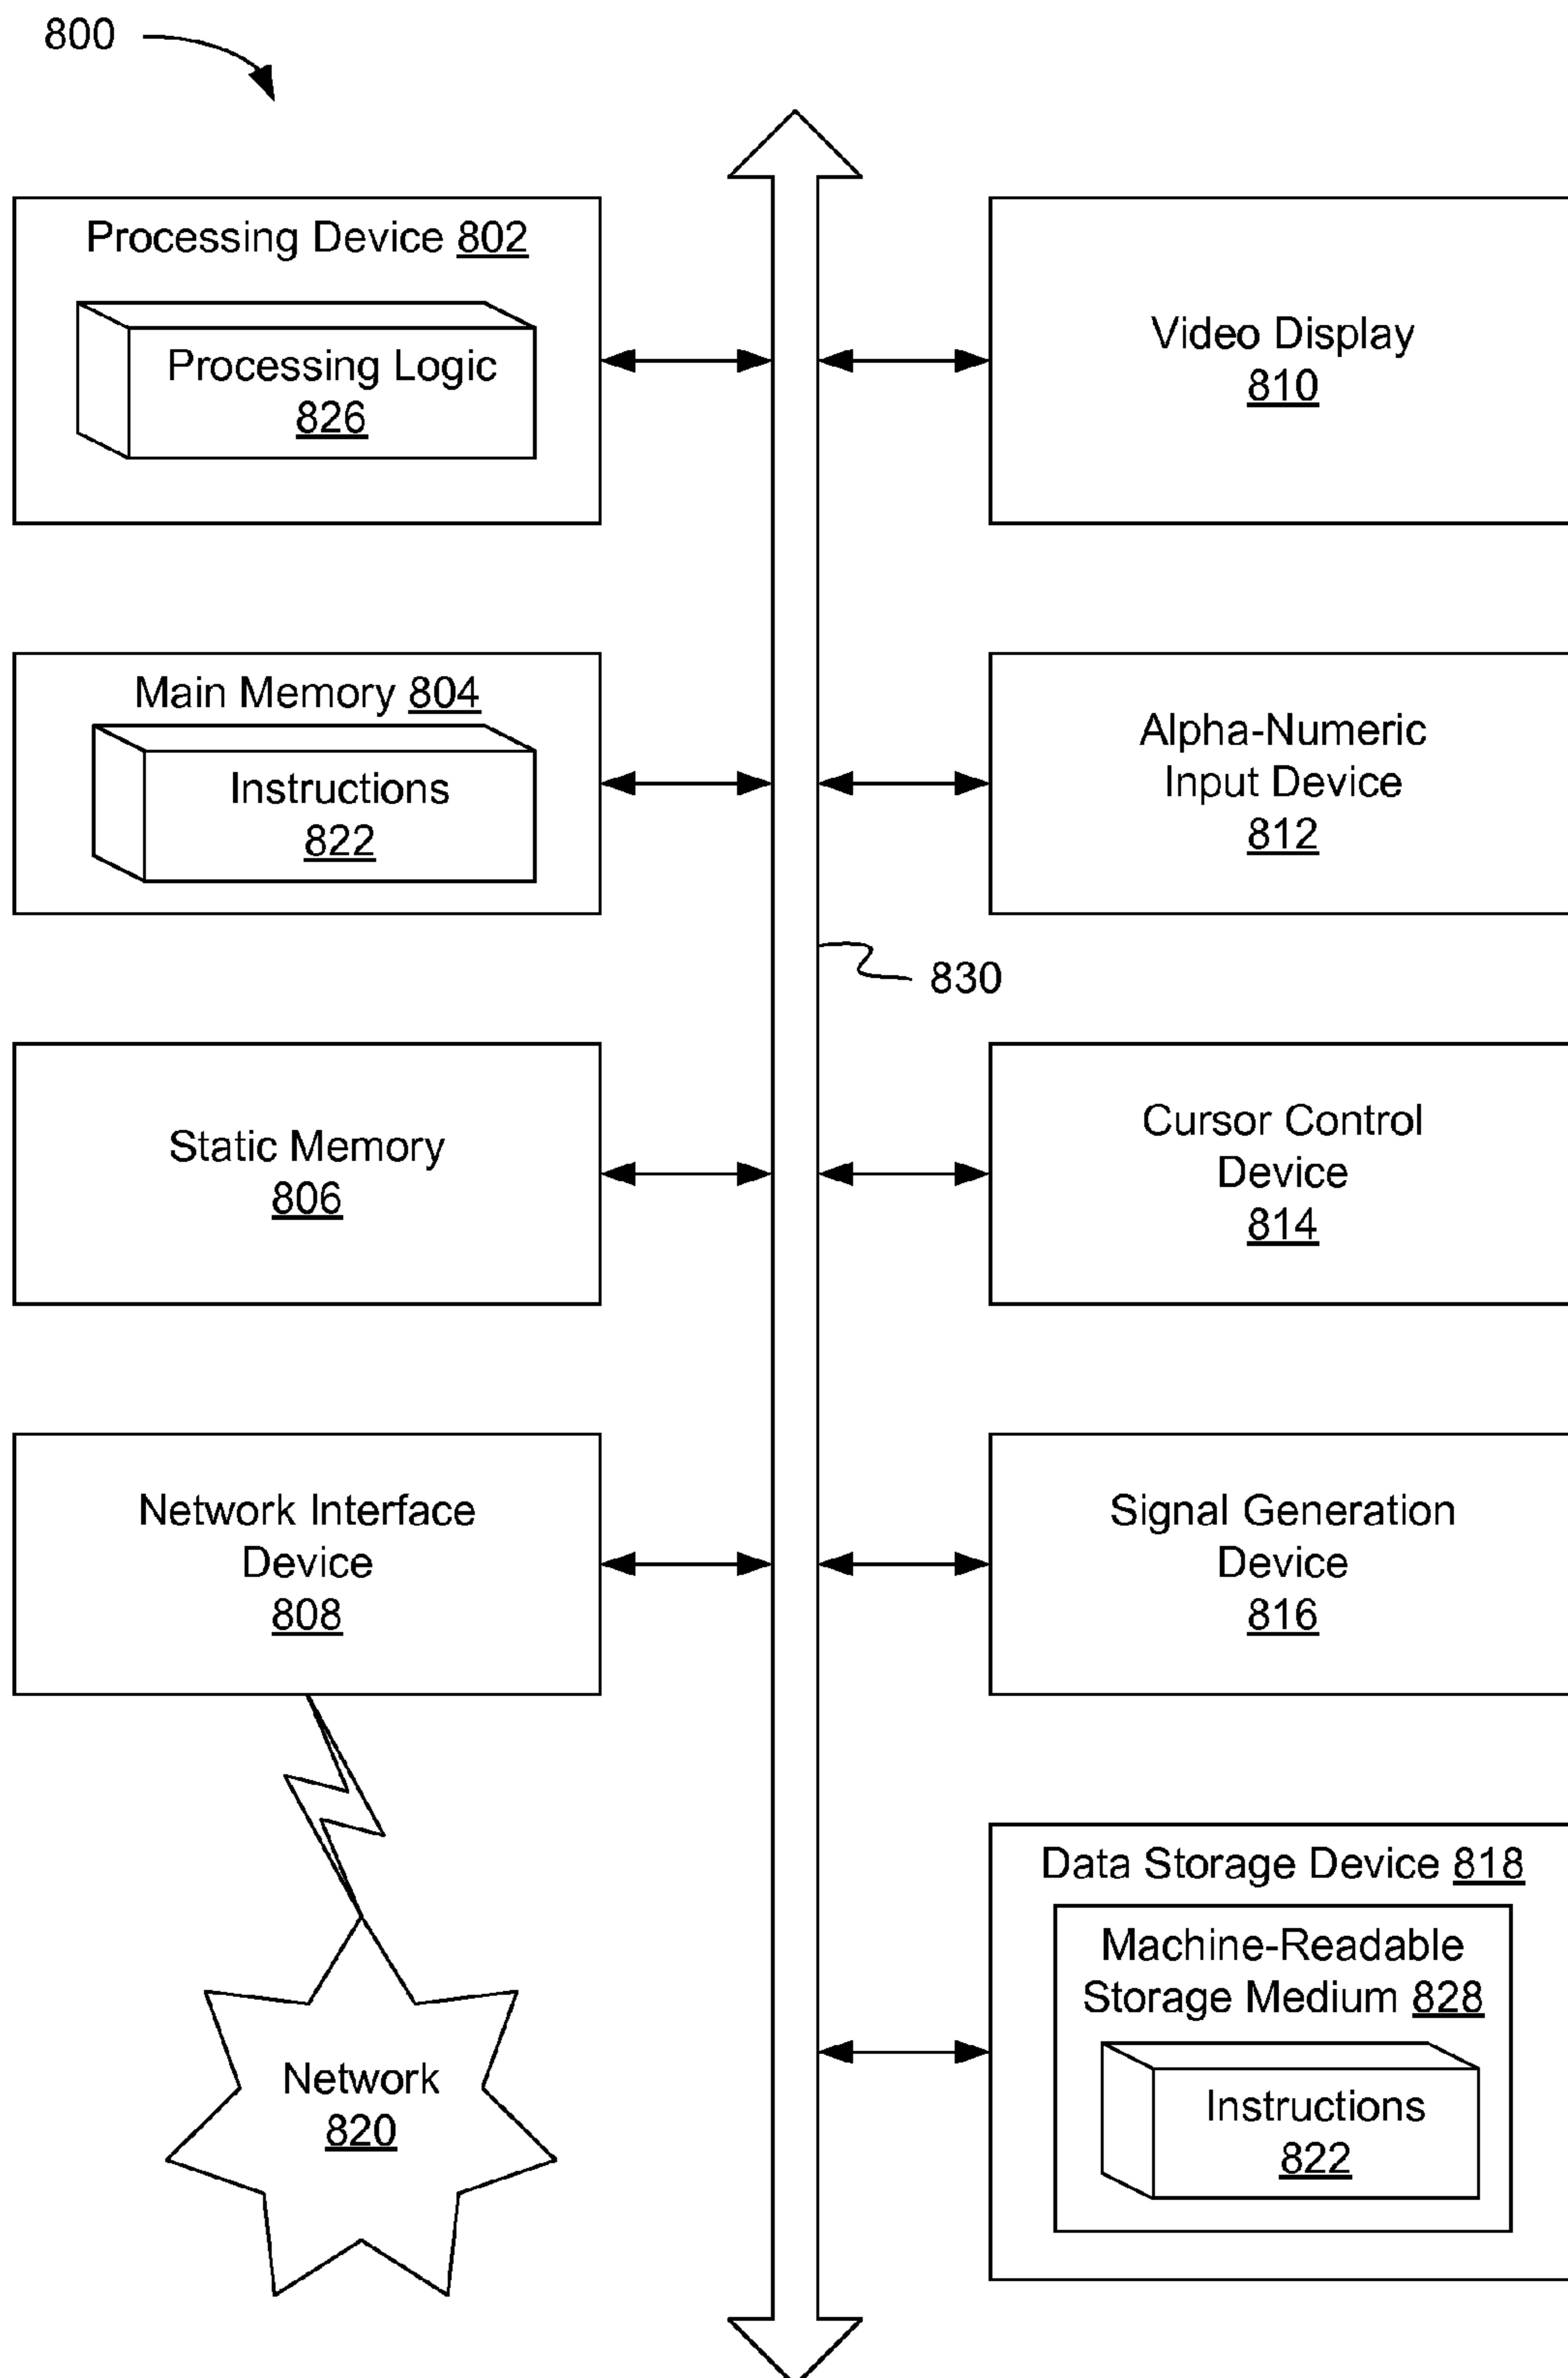 800
Processing Device 802
Processing Logic
826
Video Display
810
Main Memory 804
Instructions
822
Alpha-Numeric
Input Device
812
830
Static Memory
806
Cursor Control
Device
814
Network Interface
Device
808
Signal Generation
Device
816
Data Storage Device 818
Machine-Readable
Storage Medium 828
Instructions
822
Network
820